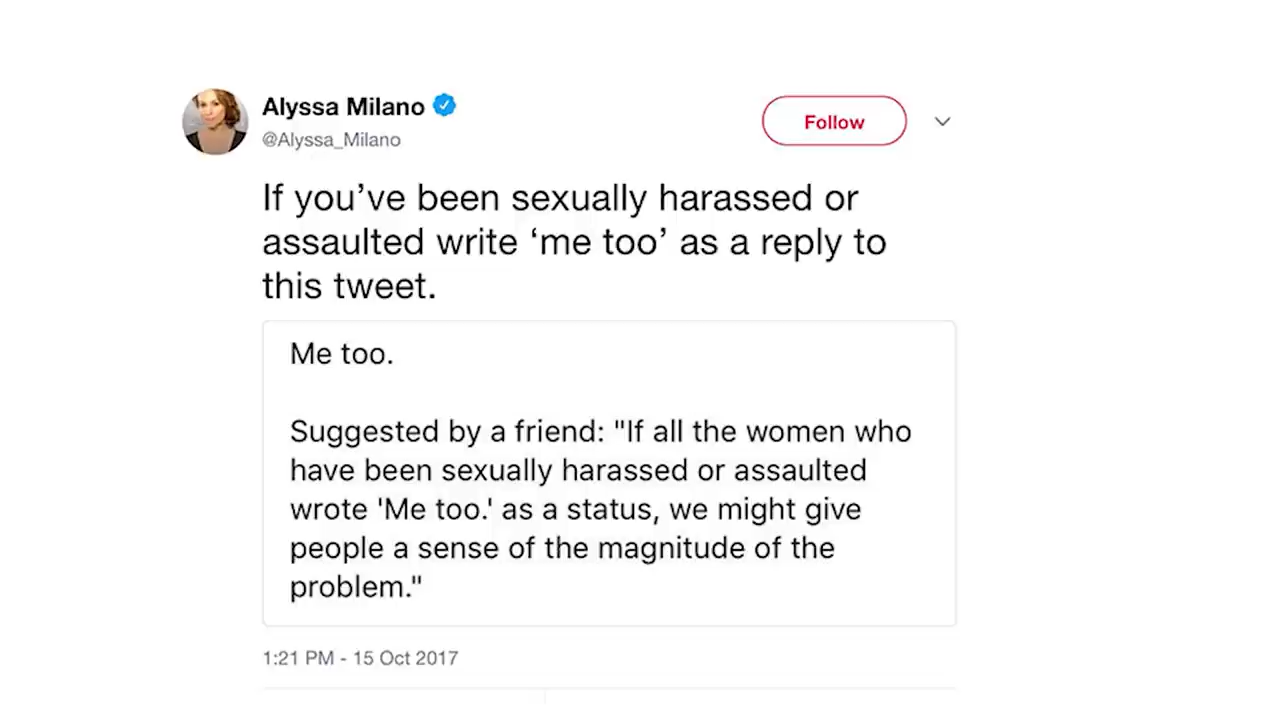 Alyssa Milano
@Alyssa_Milano
Follow
If you’ve been sexually harassed or
assaulted write ‘me too’ as a reply to
this tweet.
Me too.
Suggested by a friend: "If all the women who
have been sexually harassed or assaulted
wrote 'Me too.' as a status, we might give
people a sense of the magnitude of the
problem."
1:21 PM - 15 Oct 2017